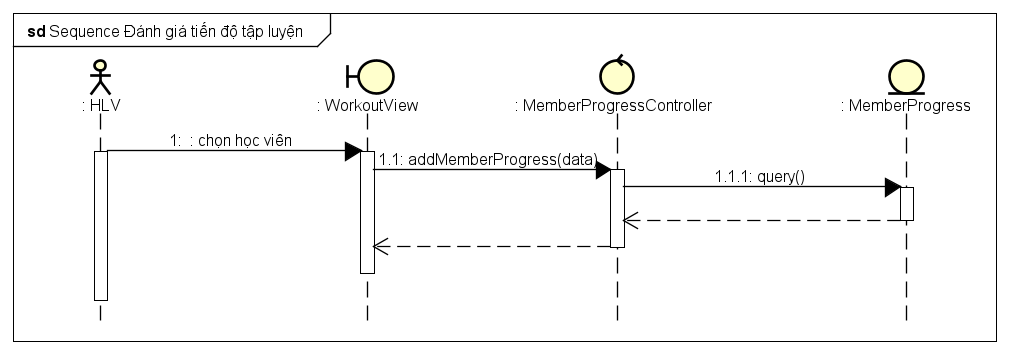 sd Sequence Đánh giá tiến độ tập luyện
: HLV
: WorkoutView
: MemberProgressController
: MemberProgress
1: : chọn học viên
1.1: addMemberProgress(data)
1.1.1: query()